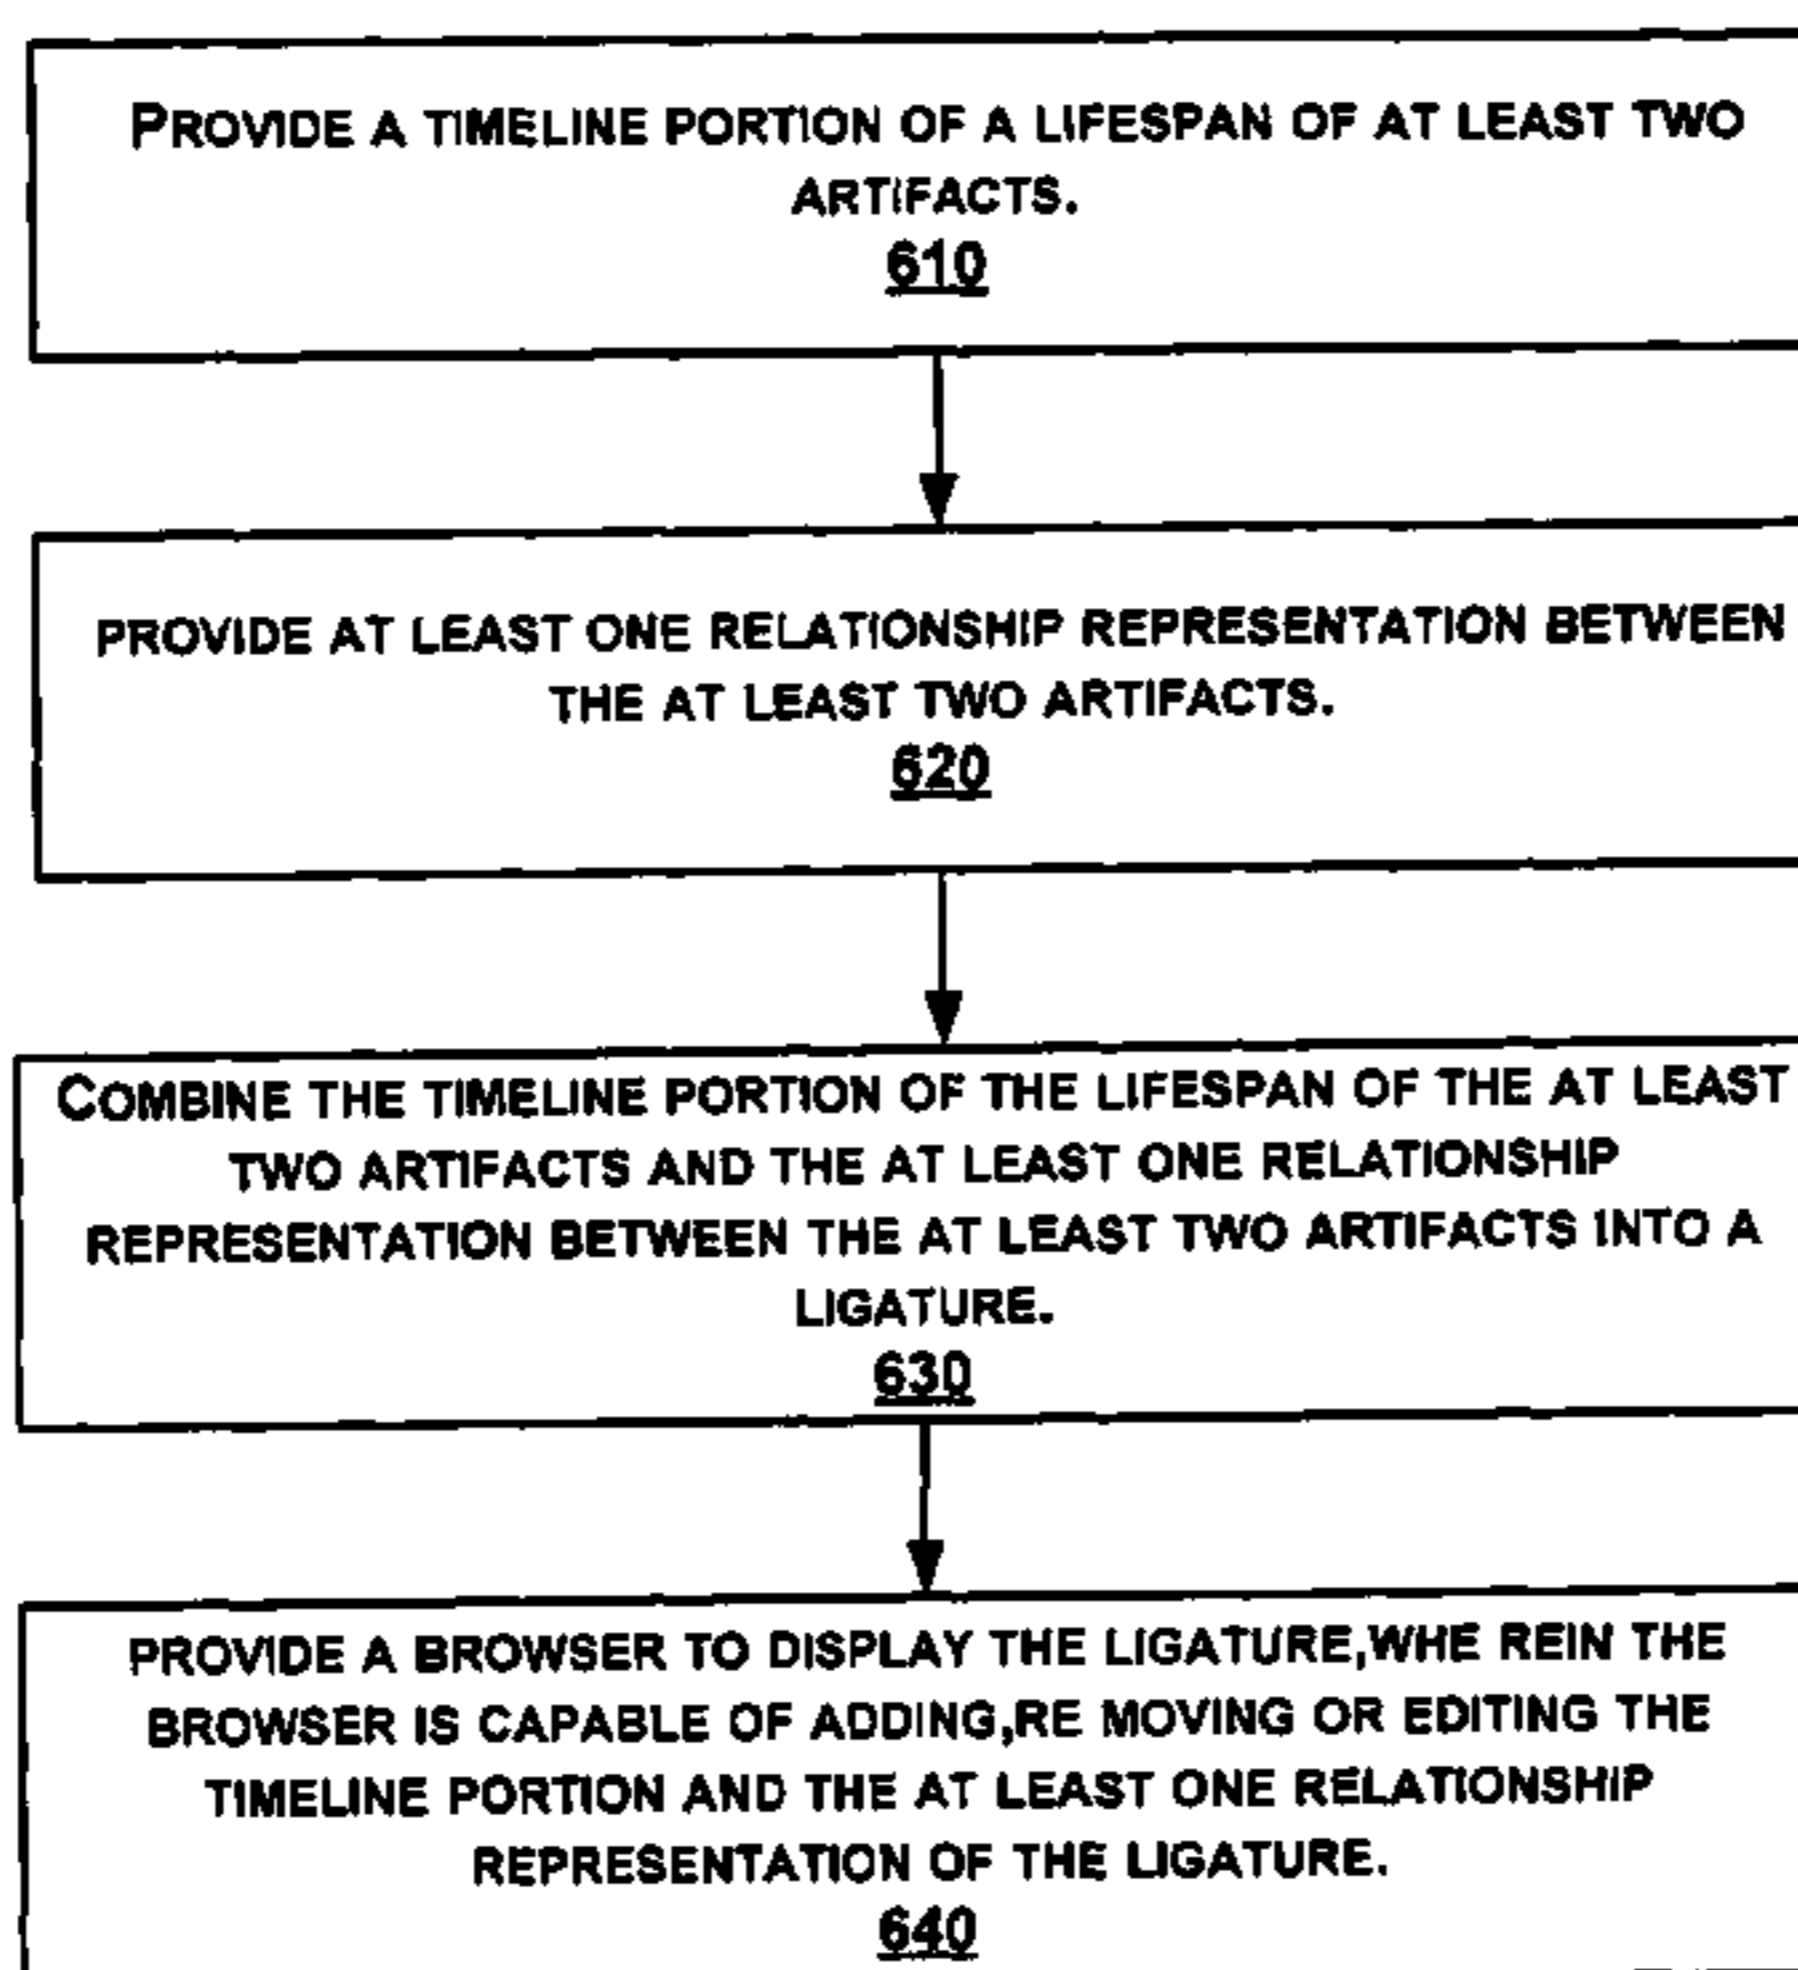 PROVIDE A TIMELINE PORTION OF A LIFESPAN OF AT LEAST TWO
ARTIFACTS.
610
PROVIDE AT LEAST ONE RELATIONSHIP REPRESENTATION BETWEEN
THE AT LEAST TWO ARTIFACTS.
620
COMBINE THE TIMELINE PORTION OF THE LIFESPAN OF THE AT LEAST
TWO ARTIFACTS AND THE AT LEAST ONE RELATIONSHIP
REPRESENTATION BETWEEN THE AT LEAST TWO ARTIFACTS INTO A
LIGATURE.
630
PROVIDE A BROWSER TO DISPLAY THE LIGATURE,WHE REIN THE
BROWSER IS CAPABLE OF ADDING,RE MOVING OR EDITING THE
TIMELINE PORTION AND THE AT LEAST ONE RELATIONSHIP
REPRESENTATION OF THE LIGATURE.
640